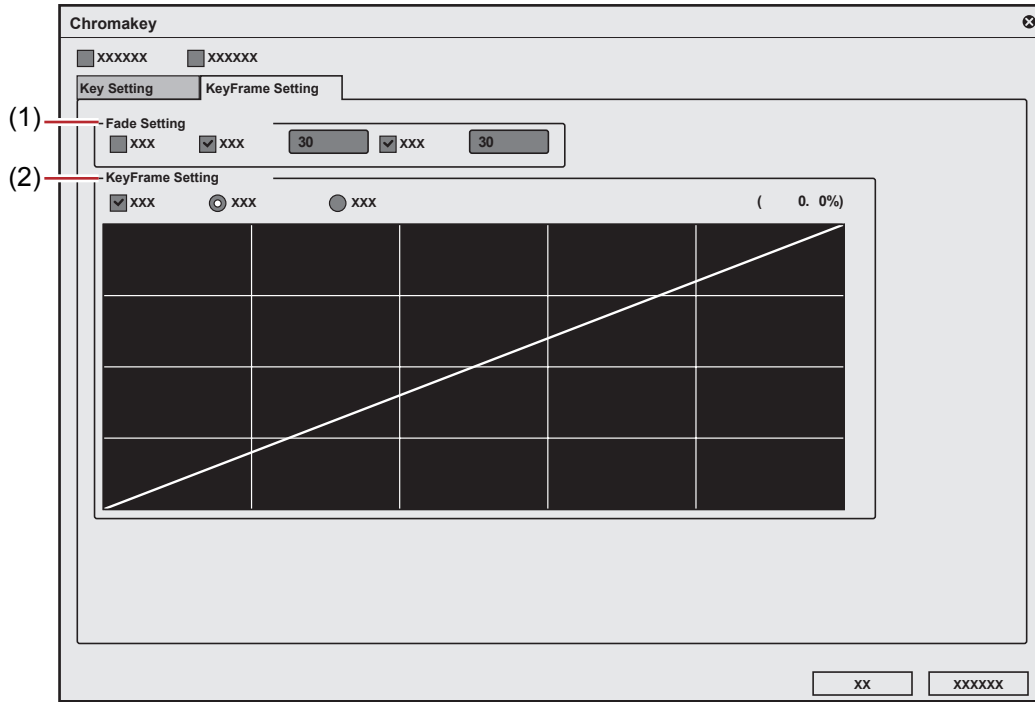 Chromakey
xxxxxx xxxxxx
Key Setting KeyFrame Setting
(1)
Fade Setting
xxx xxx 30 xxx 30
(2)
KeyFrame Setting
xxx xxx xxx ( 0. 0%)
xx xxxxxx